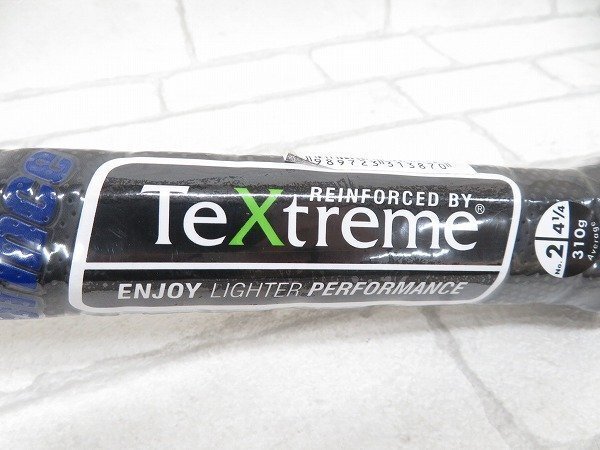 REINFORCED BY
TeXtreme®
ENJOY LIGHTER PERFORMANCE
No. 2 4 1/4
310g
Average